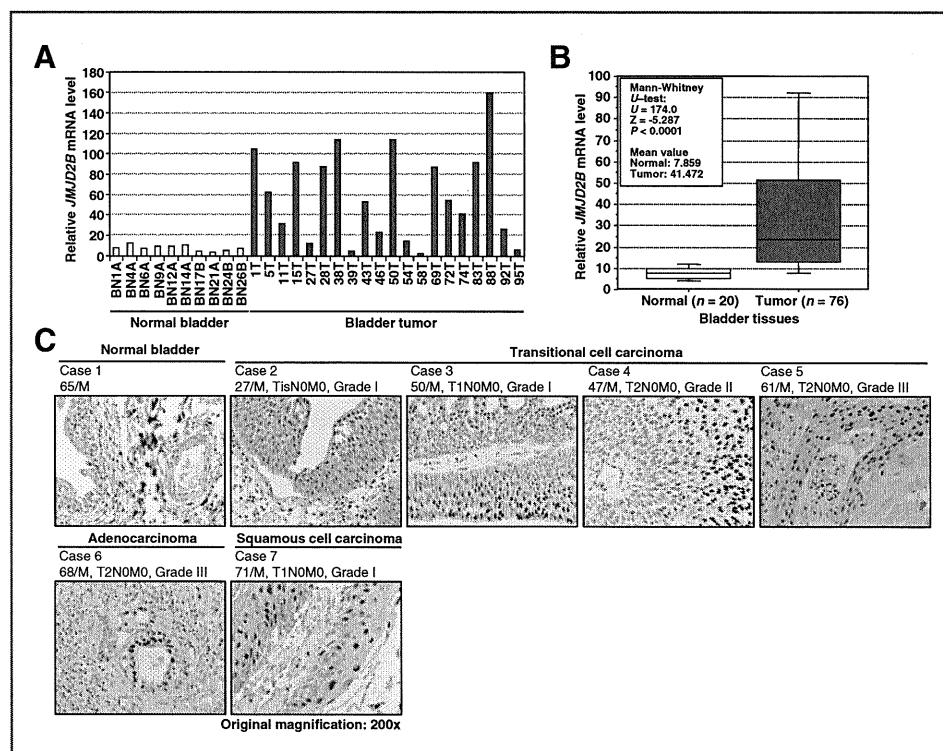 A
Relative JMJD2B mRNA level
180
160
140
120
100
80
60
40
20
0
BN1A
BN4A
BN6A
BN9A
BN12A
BN14A
BN17B
BN21A
BN24B
BN26B
1T
5T
11T
15T
27T
28T
38T
39T
43T
46T
50T
54T
58T
69T
72T
74T
83T
88T
92T
95T
Normal bladder
Bladder tumor
B
Relative JMJD2B mRNA level
100
90
80
70
60
50
40
30
20
10
0
Mann-Whitney
U–test:
U = 174.0
Z = -5.287
P < 0.0001
Mean value
Normal: 7.859
Tumor: 41.472
Normal (n = 20) Tumor (n = 76)
Bladder tissues
C
Normal bladder
Transitional cell carcinoma
Case 1
65/M
Case 2
27/M, TisN0M0, Grade I
Case 3
50/M, T1N0M0, Grade I
Case 4
47/M, T2N0M0, Grade II
Case 5
61/M, T2N0M0, Grade III
Adenocarcinoma
Case 6
68/M, T2N0M0, Grade III
Squamous cell carcinoma
Case 7
71/M, T1N0M0, Grade I
Original magnification: 200x